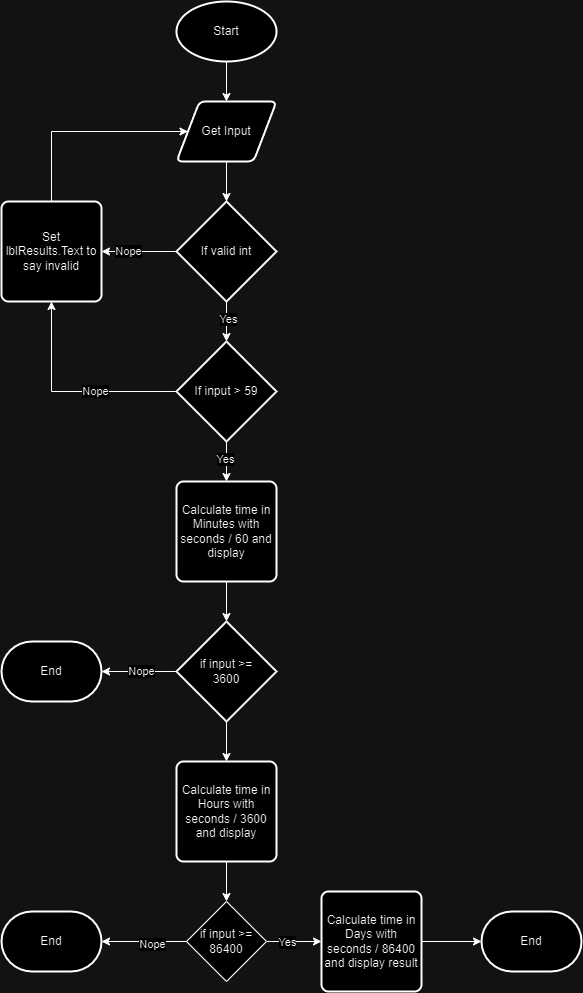 Start
Get Input
Set
lblResults.Text to
say invalid
Nope
If valid int
Yes
Nope
If input > 59
Yes
Calculate time in
Minutes with
seconds / 60 and
display
End
Nope
if input >=
3600
Calculate time in
Hours with
seconds / 3600
and display
End
Nope
if input >=
86400
Yes
Calculate time in
Days with
seconds / 86400
and display result
End